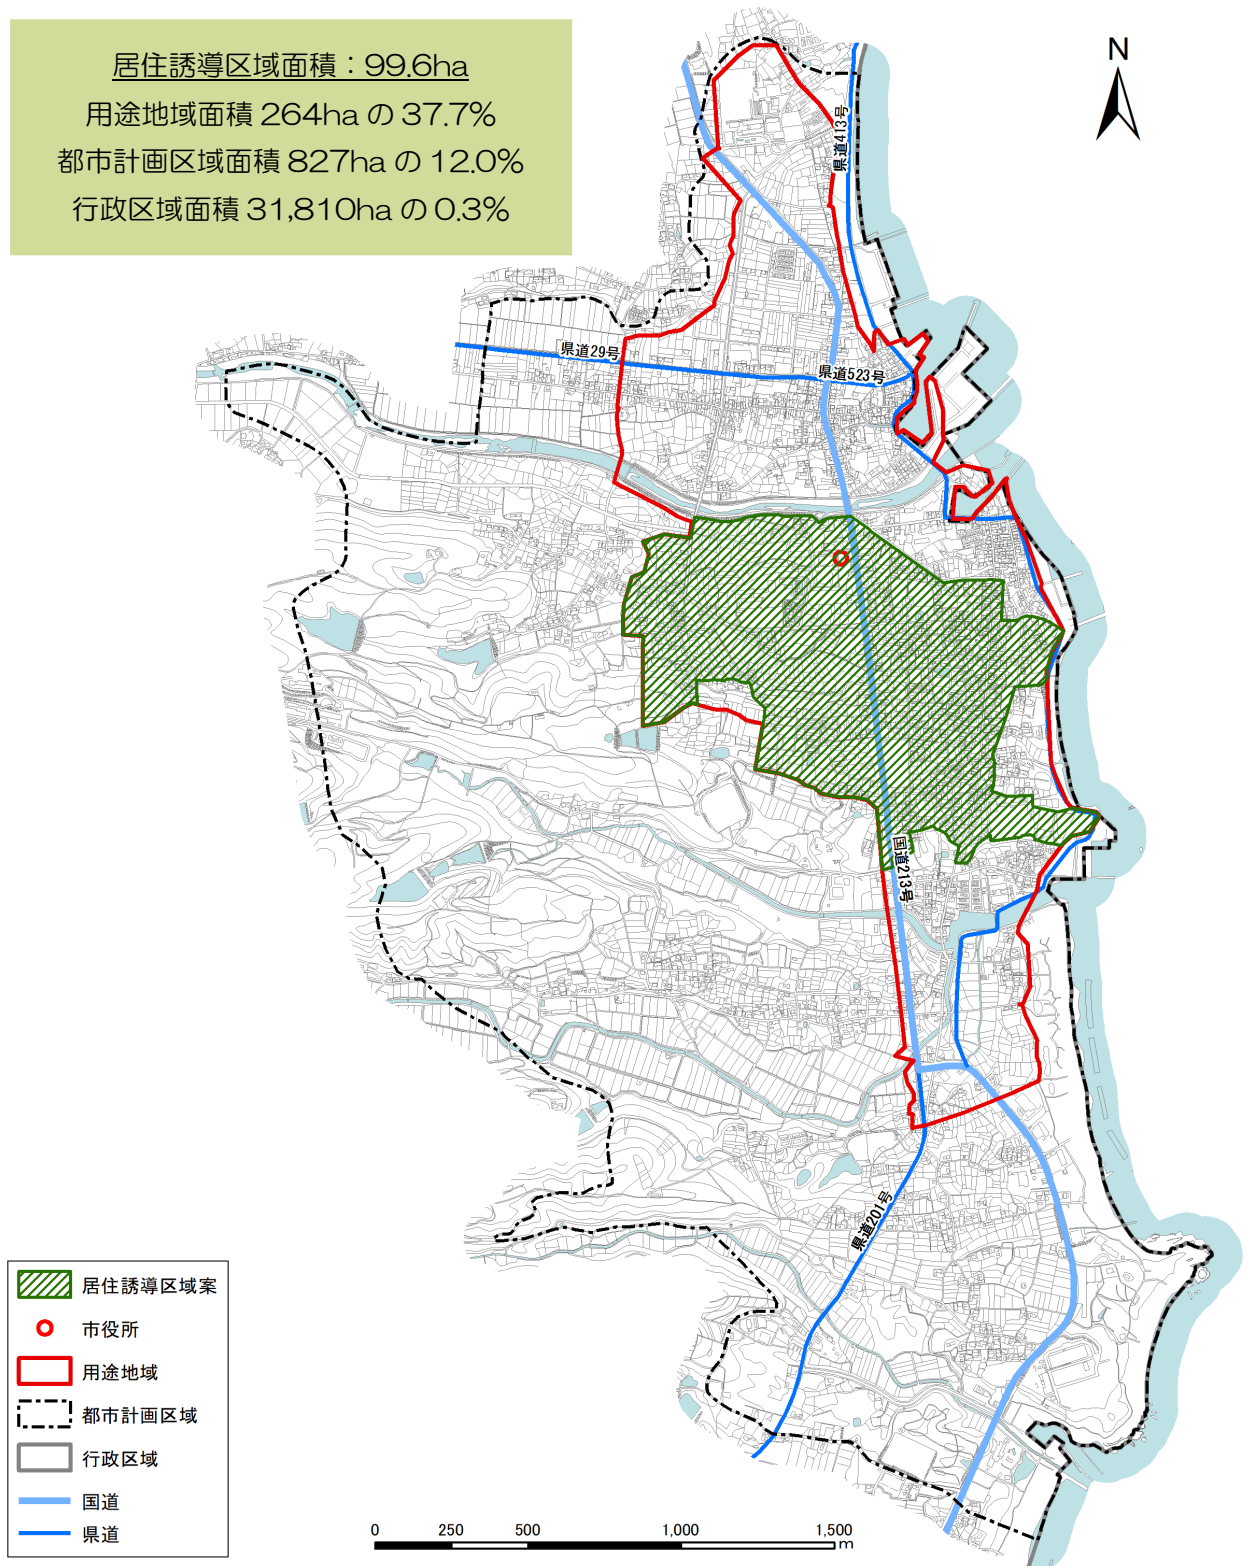 居住誘導区域面積：99.6ha
用途地域面積 264ha の 37.7%
都市計画区域面積 827ha の 12.0%
行政区域面積 31,810ha の 0.3%
N
県道413号
県道29号
県道523号
国道213号
県道201号
居住誘導区域案
市役所
用途地域
都市計画区域
行政区域
国道
県道
0 250 500 1,000 1,500
m